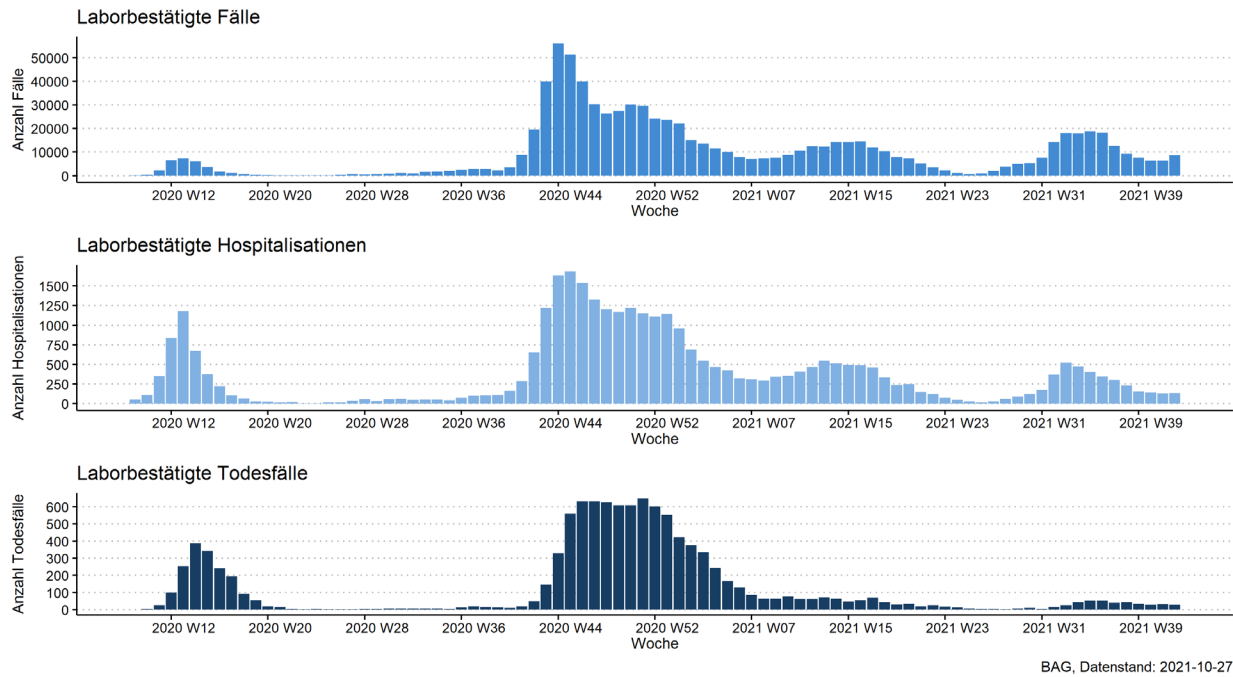 Laborbestätigte Fälle
Anzahl Fälle
50000
40000
30000
20000
10000
0
2020 W12 2020 W20 2020 W28 2020 W36 2020 W44 2020 W52 2021 W07 2021 W15 2021 W23 2021 W31 2021 W39
Woche
Laborbestätigte Hospitalisationen
Anzahl Hospitalisationen
1500
1250
1000
750
500
250
0
2020 W12 2020 W20 2020 W28 2020 W36 2020 W44 2020 W52 2021 W07 2021 W15 2021 W23 2021 W31 2021 W39
Woche
Laborbestätigte Todesfälle
Anzahl Todesfälle
600
500
400
300
200
100
0
2020 W12 2020 W20 2020 W28 2020 W36 2020 W44 2020 W52 2021 W07 2021 W15 2021 W23 2021 W31 2021 W39
Woche
BAG, Datenstand: 2021-10-27